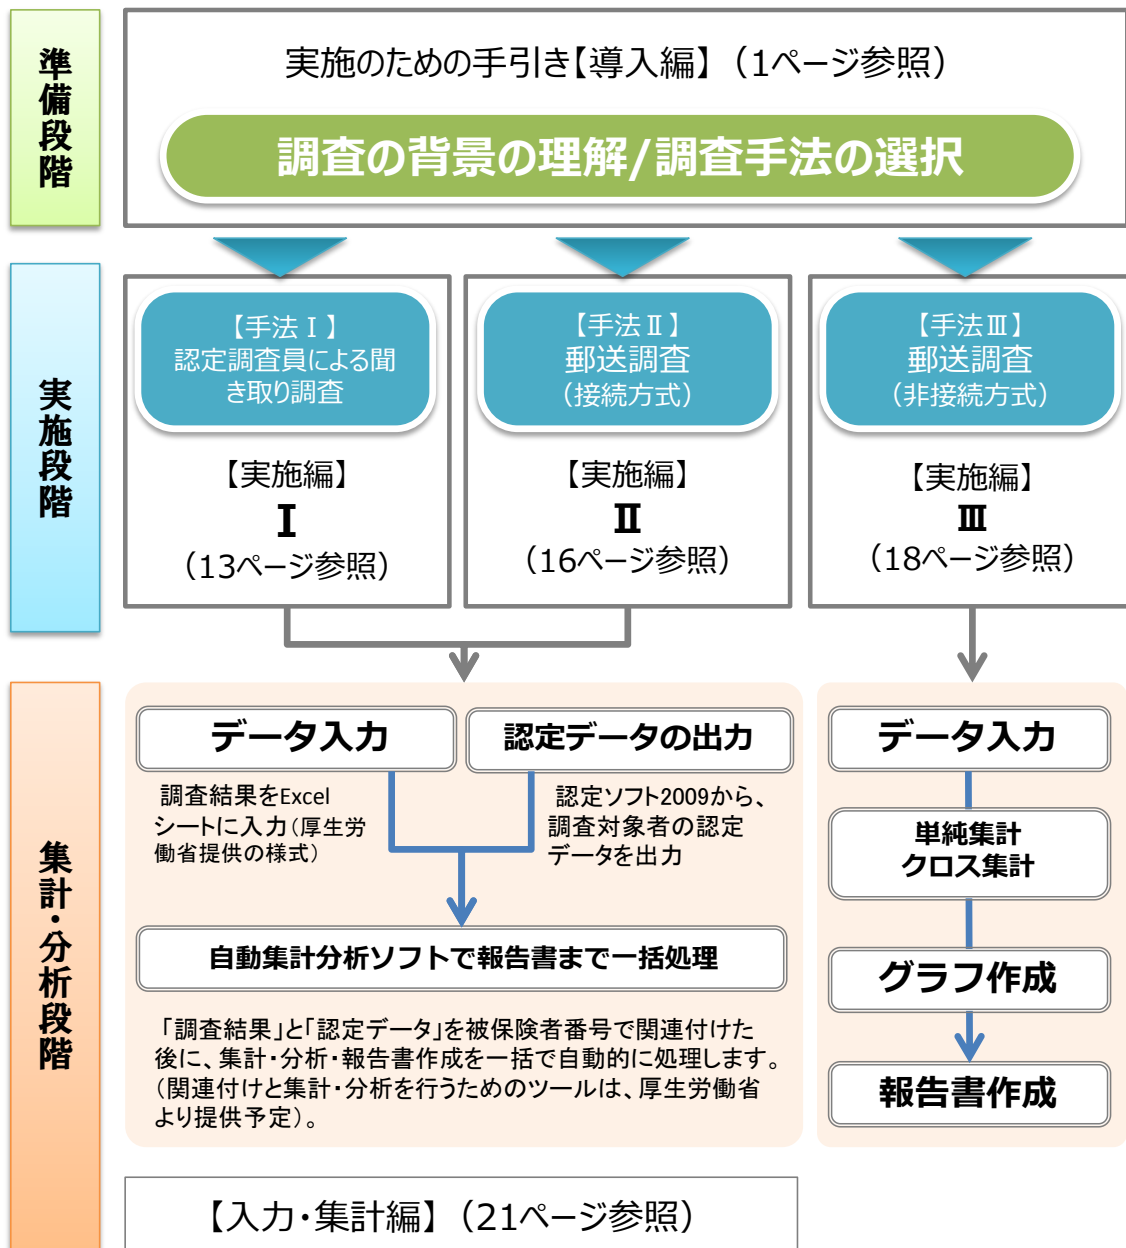 準備段階
実施のための手引き【導入編】（1ページ参照）
調査の背景の理解/調査手法の選択
実施段階
【手法Ⅰ】
認定調査員による聞
き取り調査
【実施編】
Ⅰ
（13ページ参照）
【手法Ⅱ】
郵送調査
（接続方式）
【実施編】
Ⅱ
（16ページ参照）
【手法Ⅲ】
郵送調査
（非接続方式）
【実施編】
Ⅲ
（18ページ参照）
集計・分析段階
データ入力
調査結果をExcel
シートに入力（厚生労
働省提供の様式）
認定データの出力
認定ソフト2009から、
調査対象者の認定
データを出力
自動集計分析ソフトで報告書まで一括処理
「調査結果」と「認定データ」を被保険者番号で関連付けた
後に、集計・分析・報告書作成を一括で自動的に処理します。
（関連付けと集計・分析を行うためのツールは、厚生労働省
より提供予定）。
データ入力
単純集計
クロス集計
グラフ作成
報告書作成
【入力・集計編】（21ページ参照）